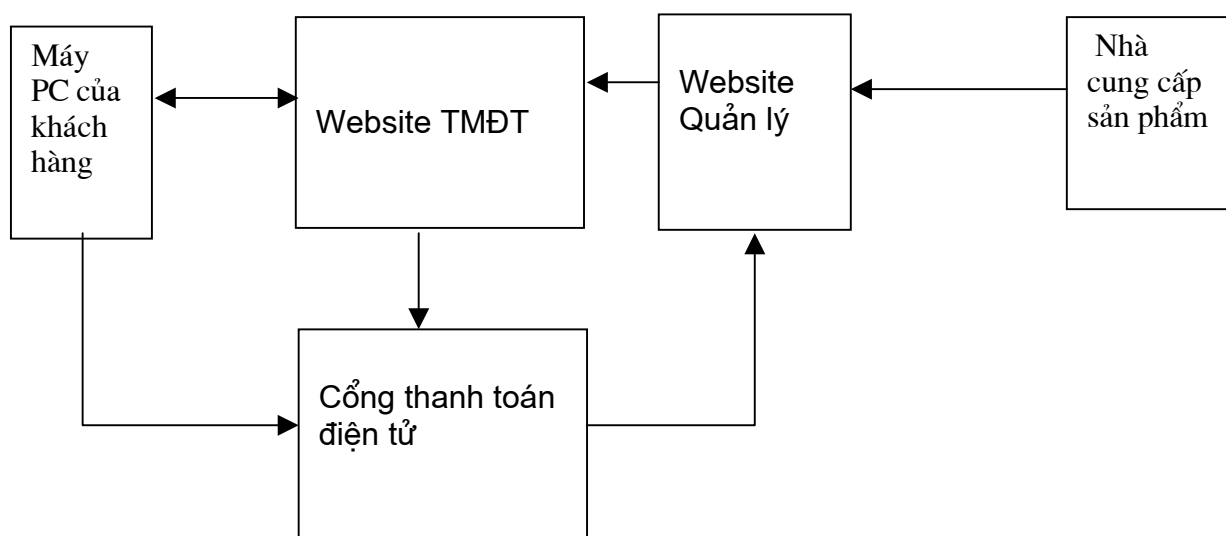 Máy
PC của
khách
hàng
Website TMĐT
Website
Quản lý
Nhà
cung cấp
sản phẩm
Cổng thanh toán
điện tử